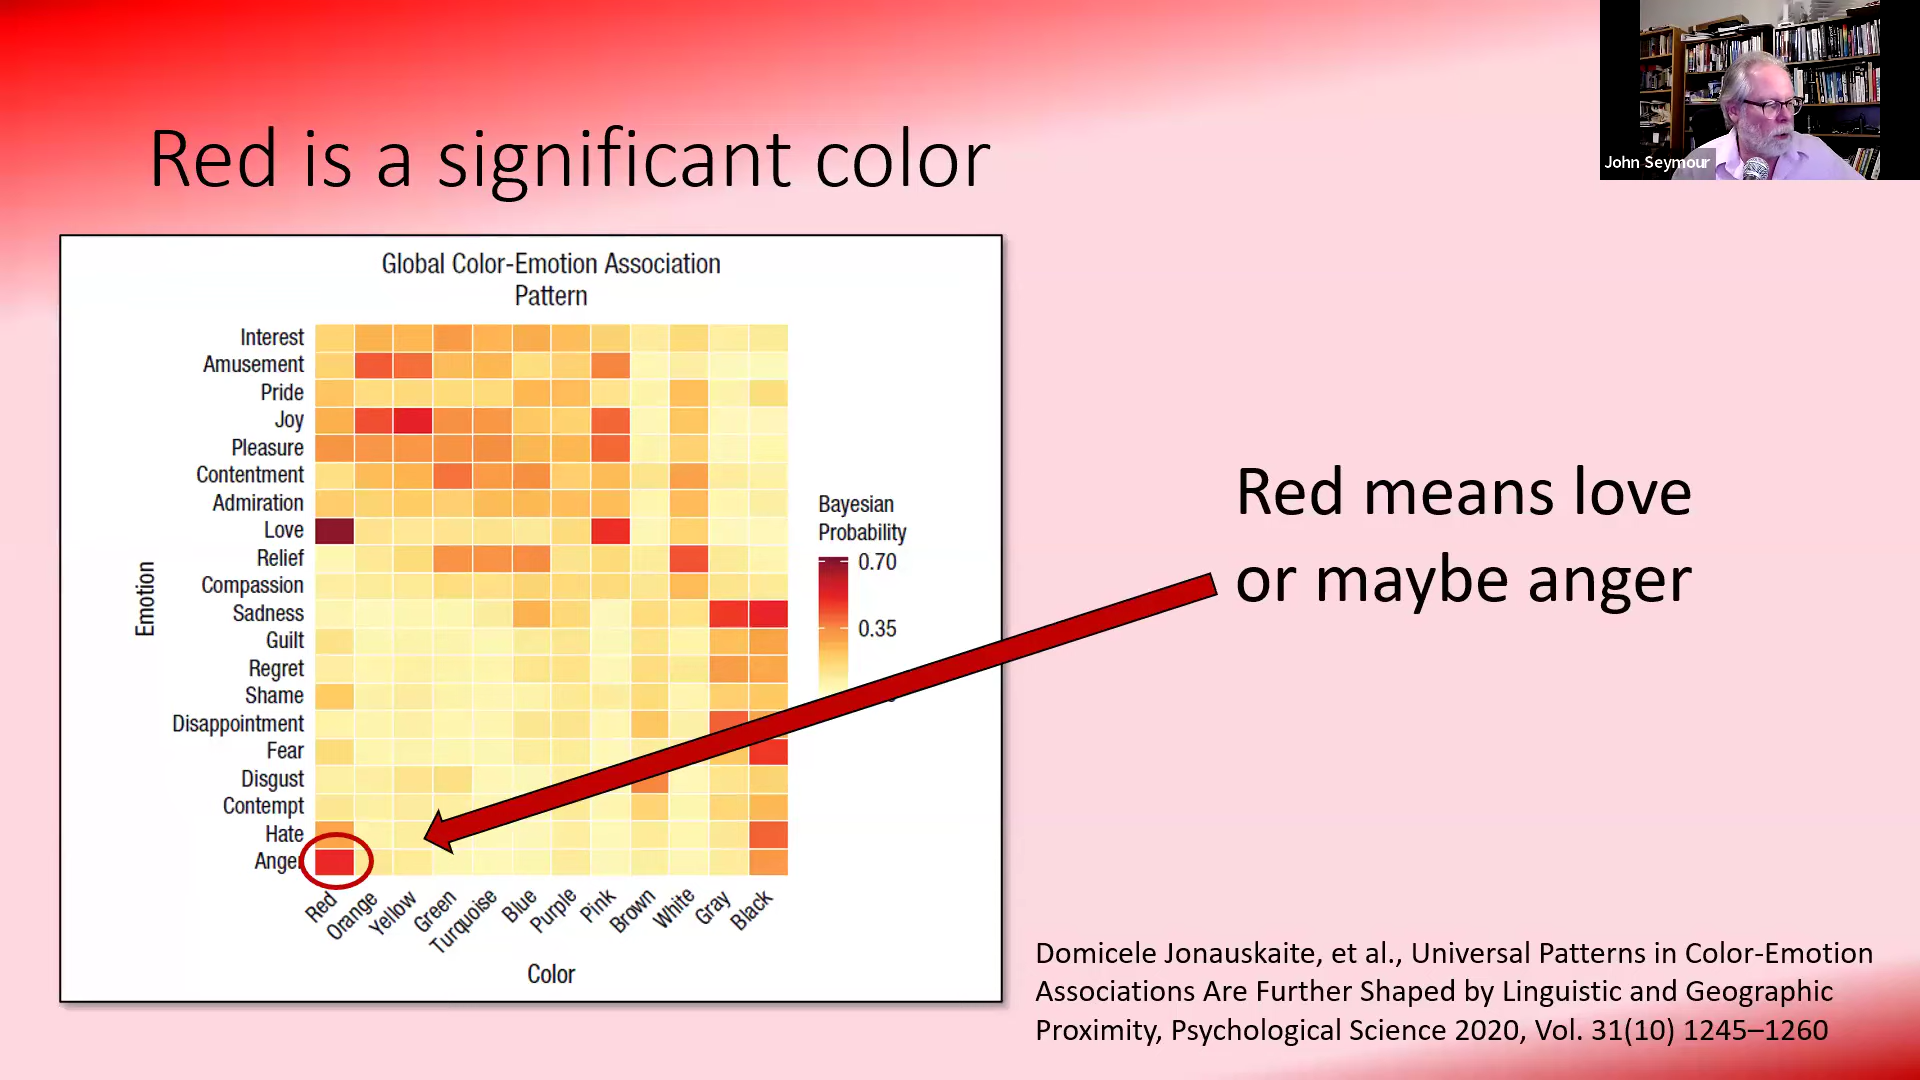 Red is a significant color
John Seymour
Global Color-Emotion Association
Pattern
Interest
Amusement
Pride
Joy
Pleasure
Contentment
Admiration
Love
Relief
Compassion
Sadness
Guilt
Regret
Shame
Disappointment
Fear
Disgust
Contempt
Hate
Anger
Emotion
Red
Orange
Yellow
Green
Turquoise
Blue
Purple
Pink
Brown
White
Gray
Black
Color
Bayesian
Probability
0.70
0.35
Red means love
or maybe anger
Domicele Jonauskaite, et al., Universal Patterns in Color-Emotion
Associations Are Further Shaped by Linguistic and Geographic
Proximity, Psychological Science 2020, Vol. 31(10) 1245–1260